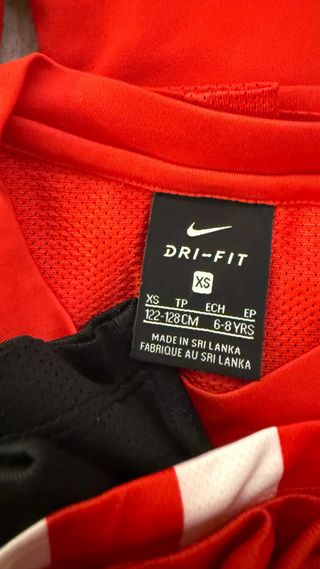 DRI-FIT
XS
XS TP ECH EP
122-128CM 6-8YRS
MADE IN SRI LANKA
FABRIQUE AU SRI LANKA